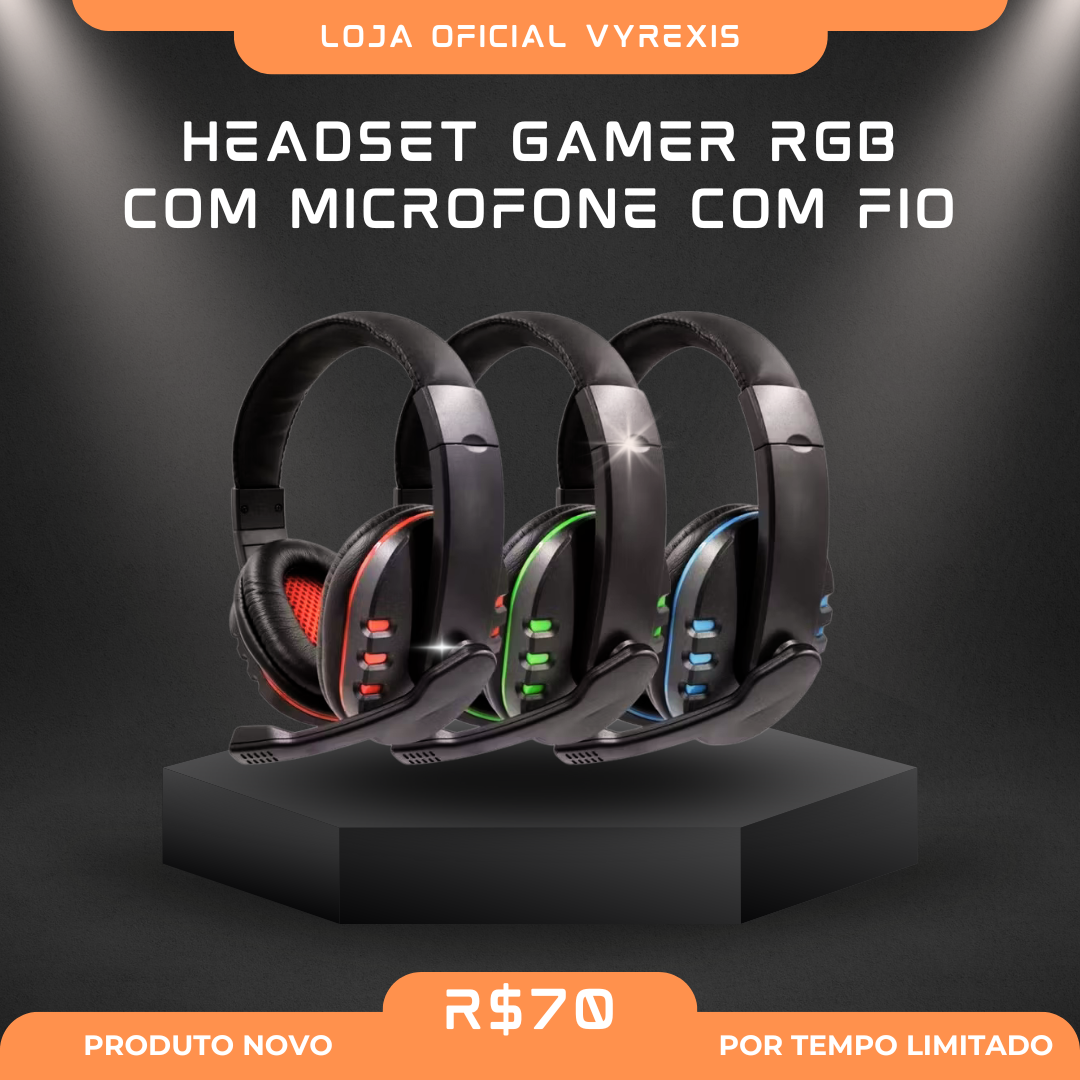 LOJA OFICIAL VYREXIS
HEADSET GAMER RGB
COM MICROFONE COM FIO
R$70
PRODUTO NOVO
POR TEMPO LIMITADO